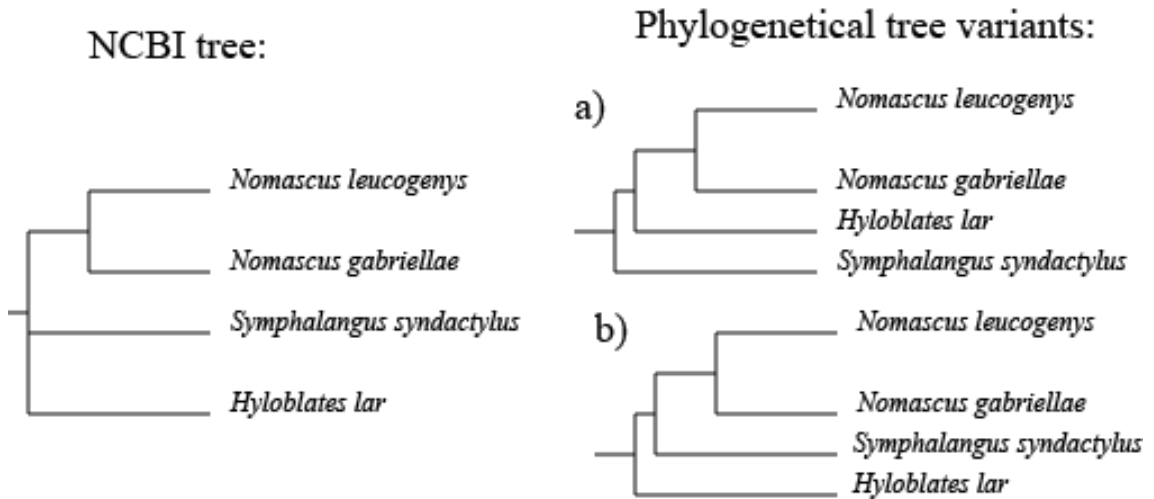 NCBI tree:
Nomascus leucogenys
Nomascus gabriellae
Symphalangus syndactylus
Hyloblates lar
Phylogenetical tree variants:
a)
Nomascus leucogenys
Nomascus gabriellae
Hyloblates lar
Symphalangus syndactylus
b)
Nomascus leucogenys
Nomascus gabriellae
Symphalangus syndactylus
Hyloblates lar